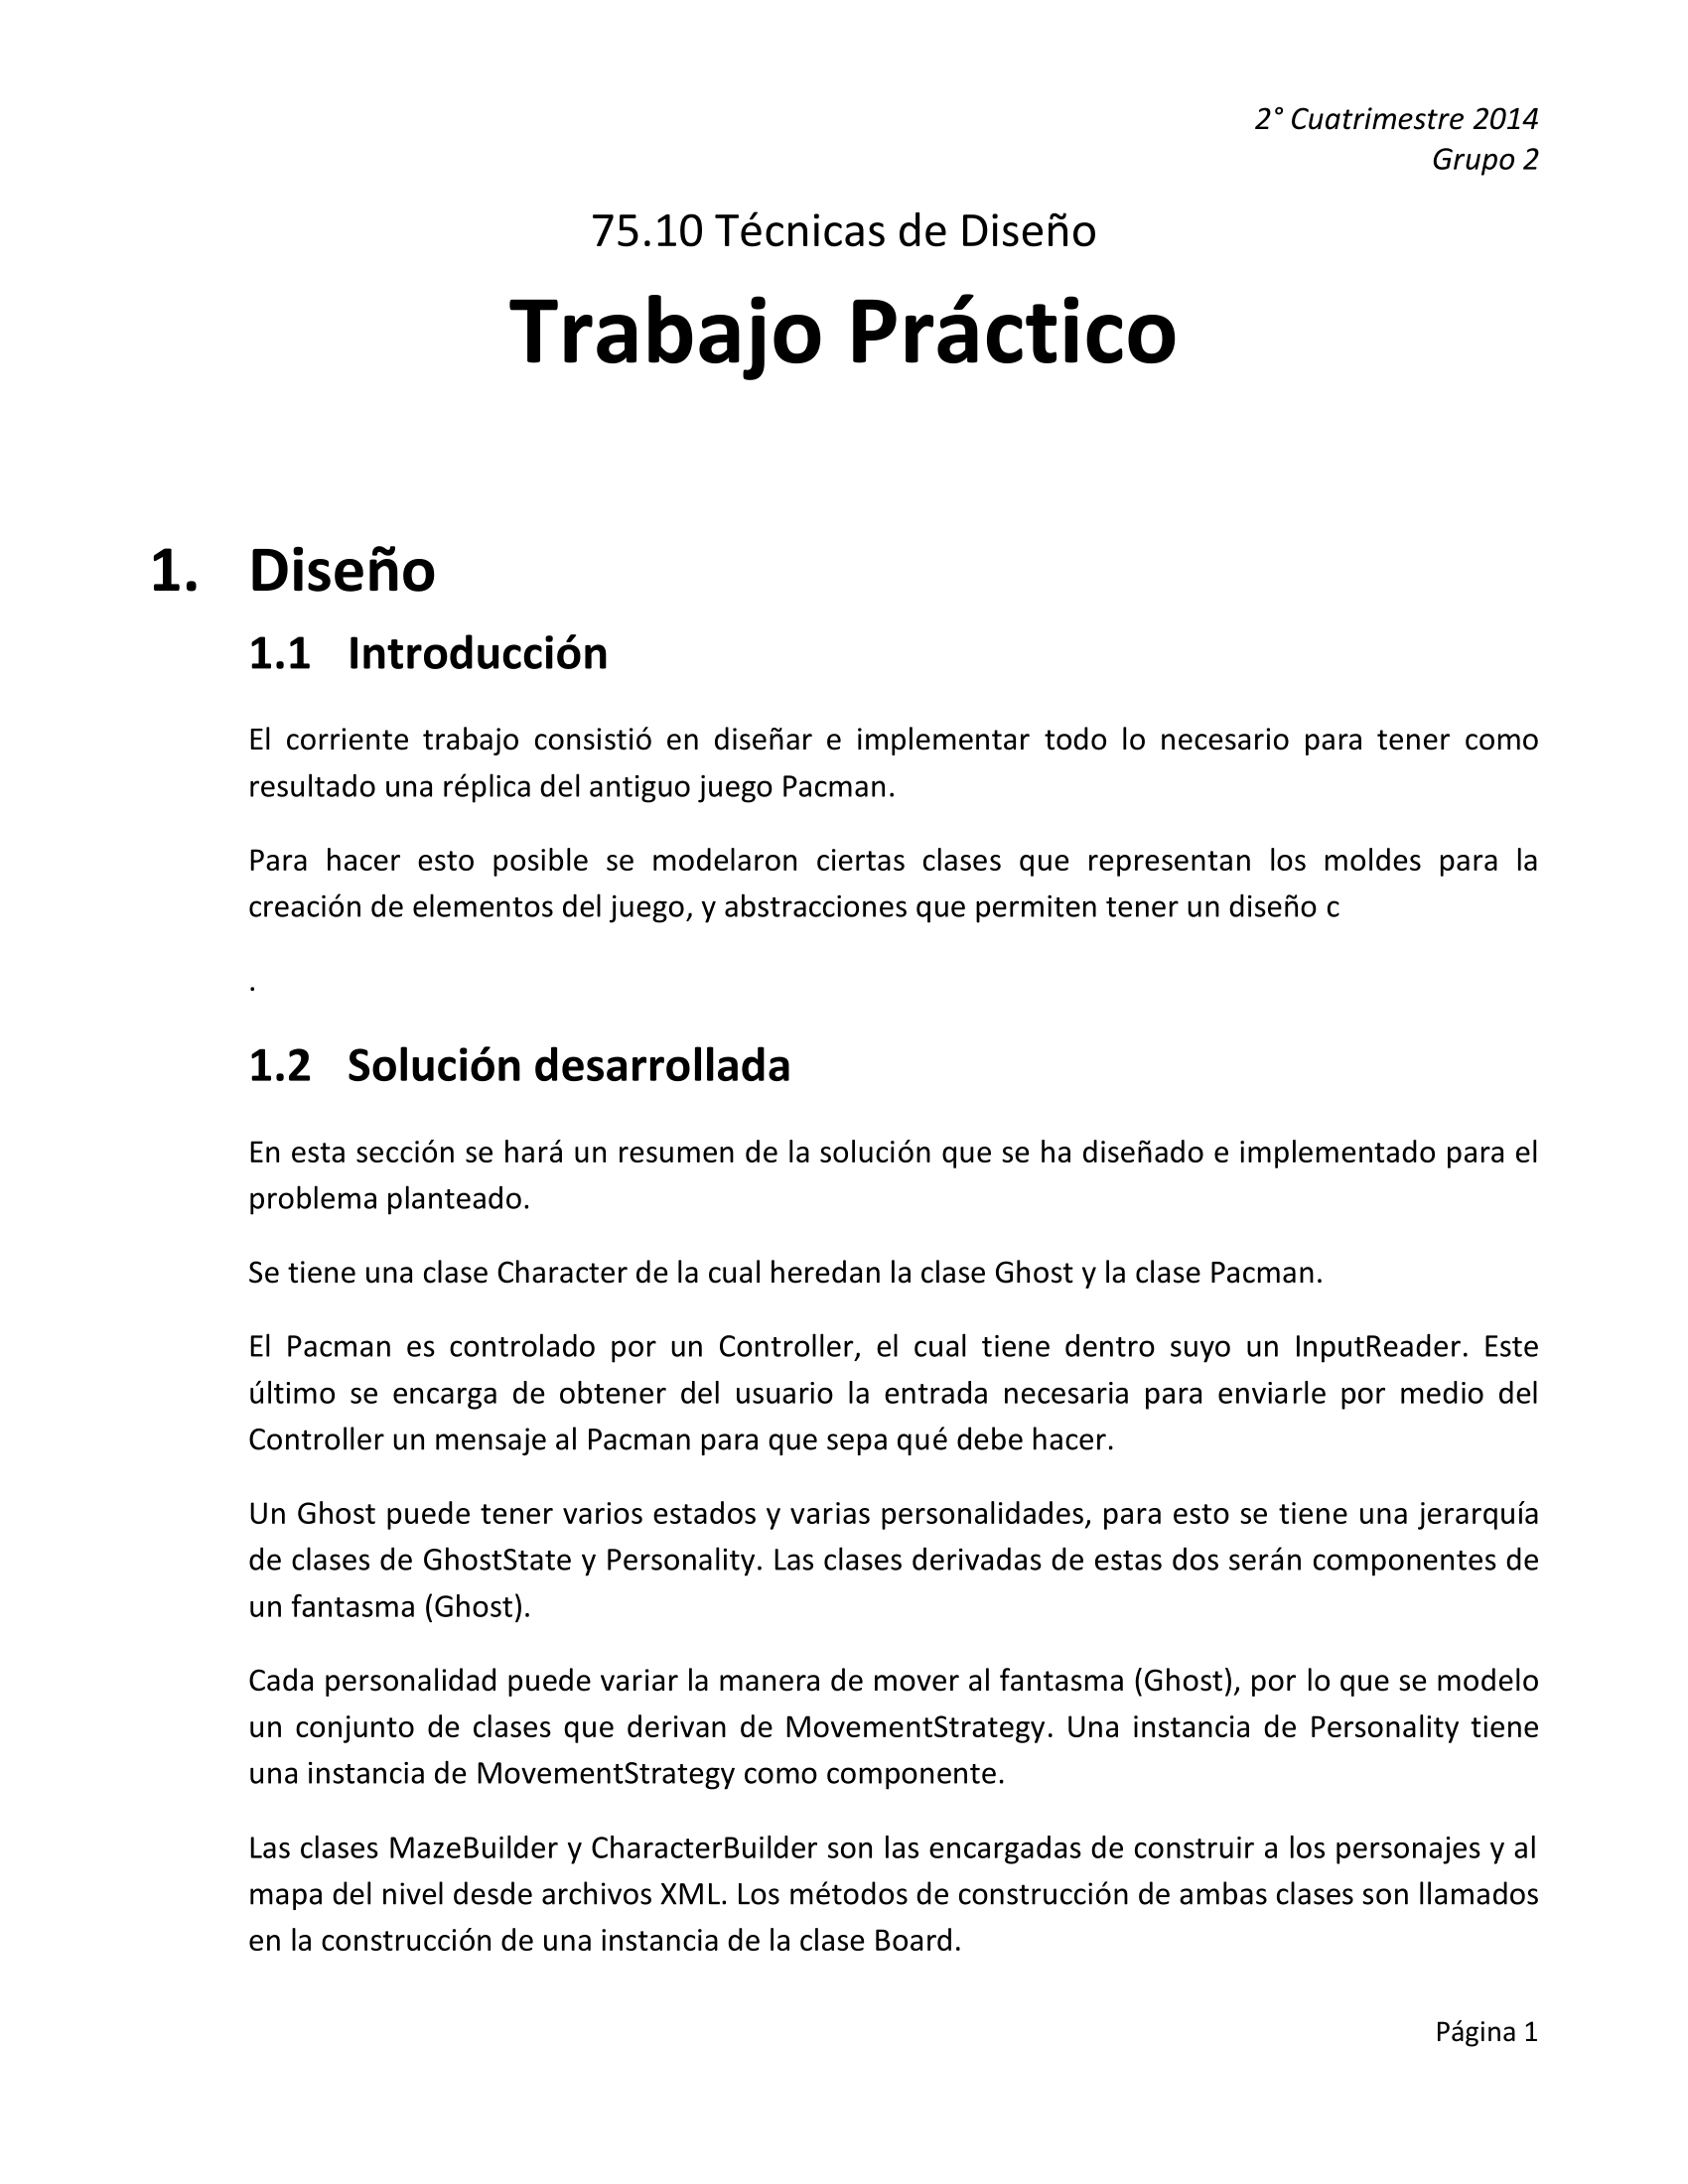 2° Cuatrimestre 2014
Grupo 2
75.10 Técnicas de Diseño
Trabajo Práctico
1. Diseño
1.1 Introducción
El corriente trabajo consistió en diseñar e implementar todo lo necesario para tener como
resultado una réplica del antiguo juego Pacman.
Para hacer esto posible se modelaron ciertas clases que representan los moldes para la
creación de elementos del juego, y abstracciones que permiten tener un diseño c
.
1.2 Solución desarrollada
En esta sección se hará un resumen de la solución que se ha diseñado e implementado para el
problema planteado.
Se tiene una clase Character de la cual heredan la clase Ghost y la clase Pacman.
El Pacman es controlado por un Controller, el cual tiene dentro suyo un InputReader. Este
último se encarga de obtener del usuario la entrada necesaria para enviarle por medio del
Controller un mensaje al Pacman para que sepa qué debe hacer.
Un Ghost puede tener varios estados y varias personalidades, para esto se tiene una jerarquía
de clases de GhostState y Personality. Las clases derivadas de estas dos serán componentes de
un fantasma (Ghost).
Cada personalidad puede variar la manera de mover al fantasma (Ghost), por lo que se modelo
un conjunto de clases que derivan de MovementStrategy. Una instancia de Personality tiene
una instancia de MovementStrategy como componente.
Las clases MazeBuilder y CharacterBuilder son las encargadas de construir a los personajes y al
mapa del nivel desde archivos XML. Los métodos de construcción de ambas clases son llamados
en la construcción de una instancia de la clase Board.
Página 1